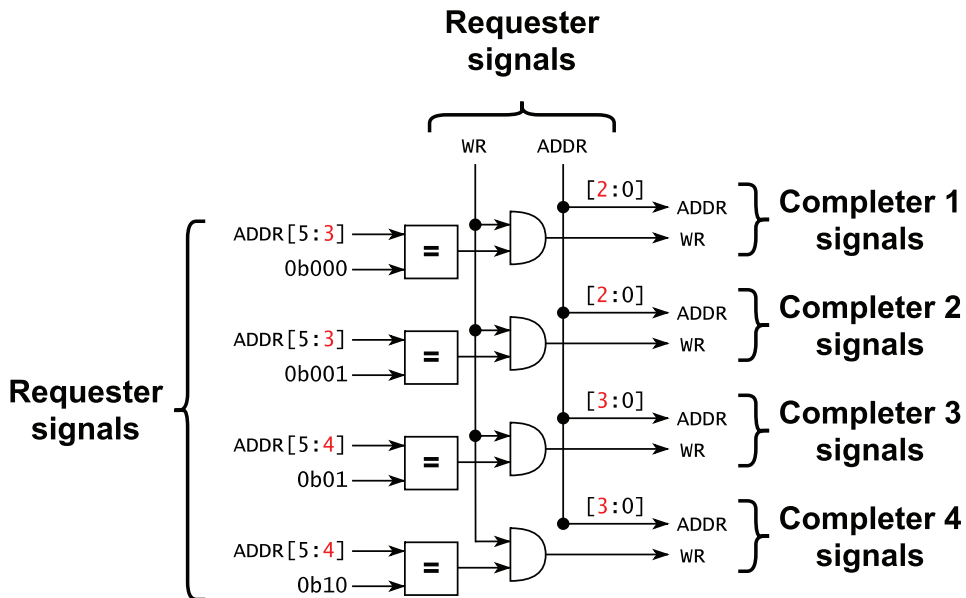 Requester
signals
WR
ADDR
[2:0]
ADDR
WR
Completer 1
signals
ADDR[5:3]
0b000
=
[2:0]
ADDR
WR
Completer 2
signals
ADDR[5:3]
0b001
=
Requester
signals
[3:0]
ADDR
WR
Completer 3
signals
ADDR[5:4]
0b01
=
[3:0]
ADDR
WR
Completer 4
signals
ADDR[5:4]
0b10
=